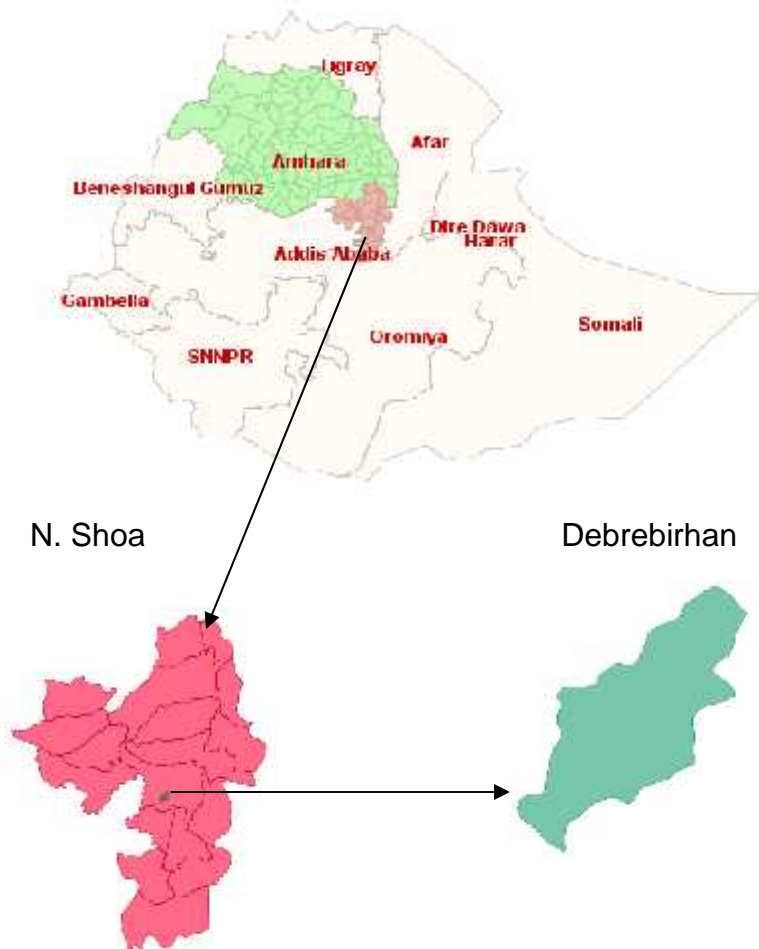 Tigray
Afar
Amhara
Beneshangul Gumuz
Dire Dawa
Harar
Addis Ababa
Gambella
Somali
Oromiya
SNNPR
N. Shoa
Debrebirhan